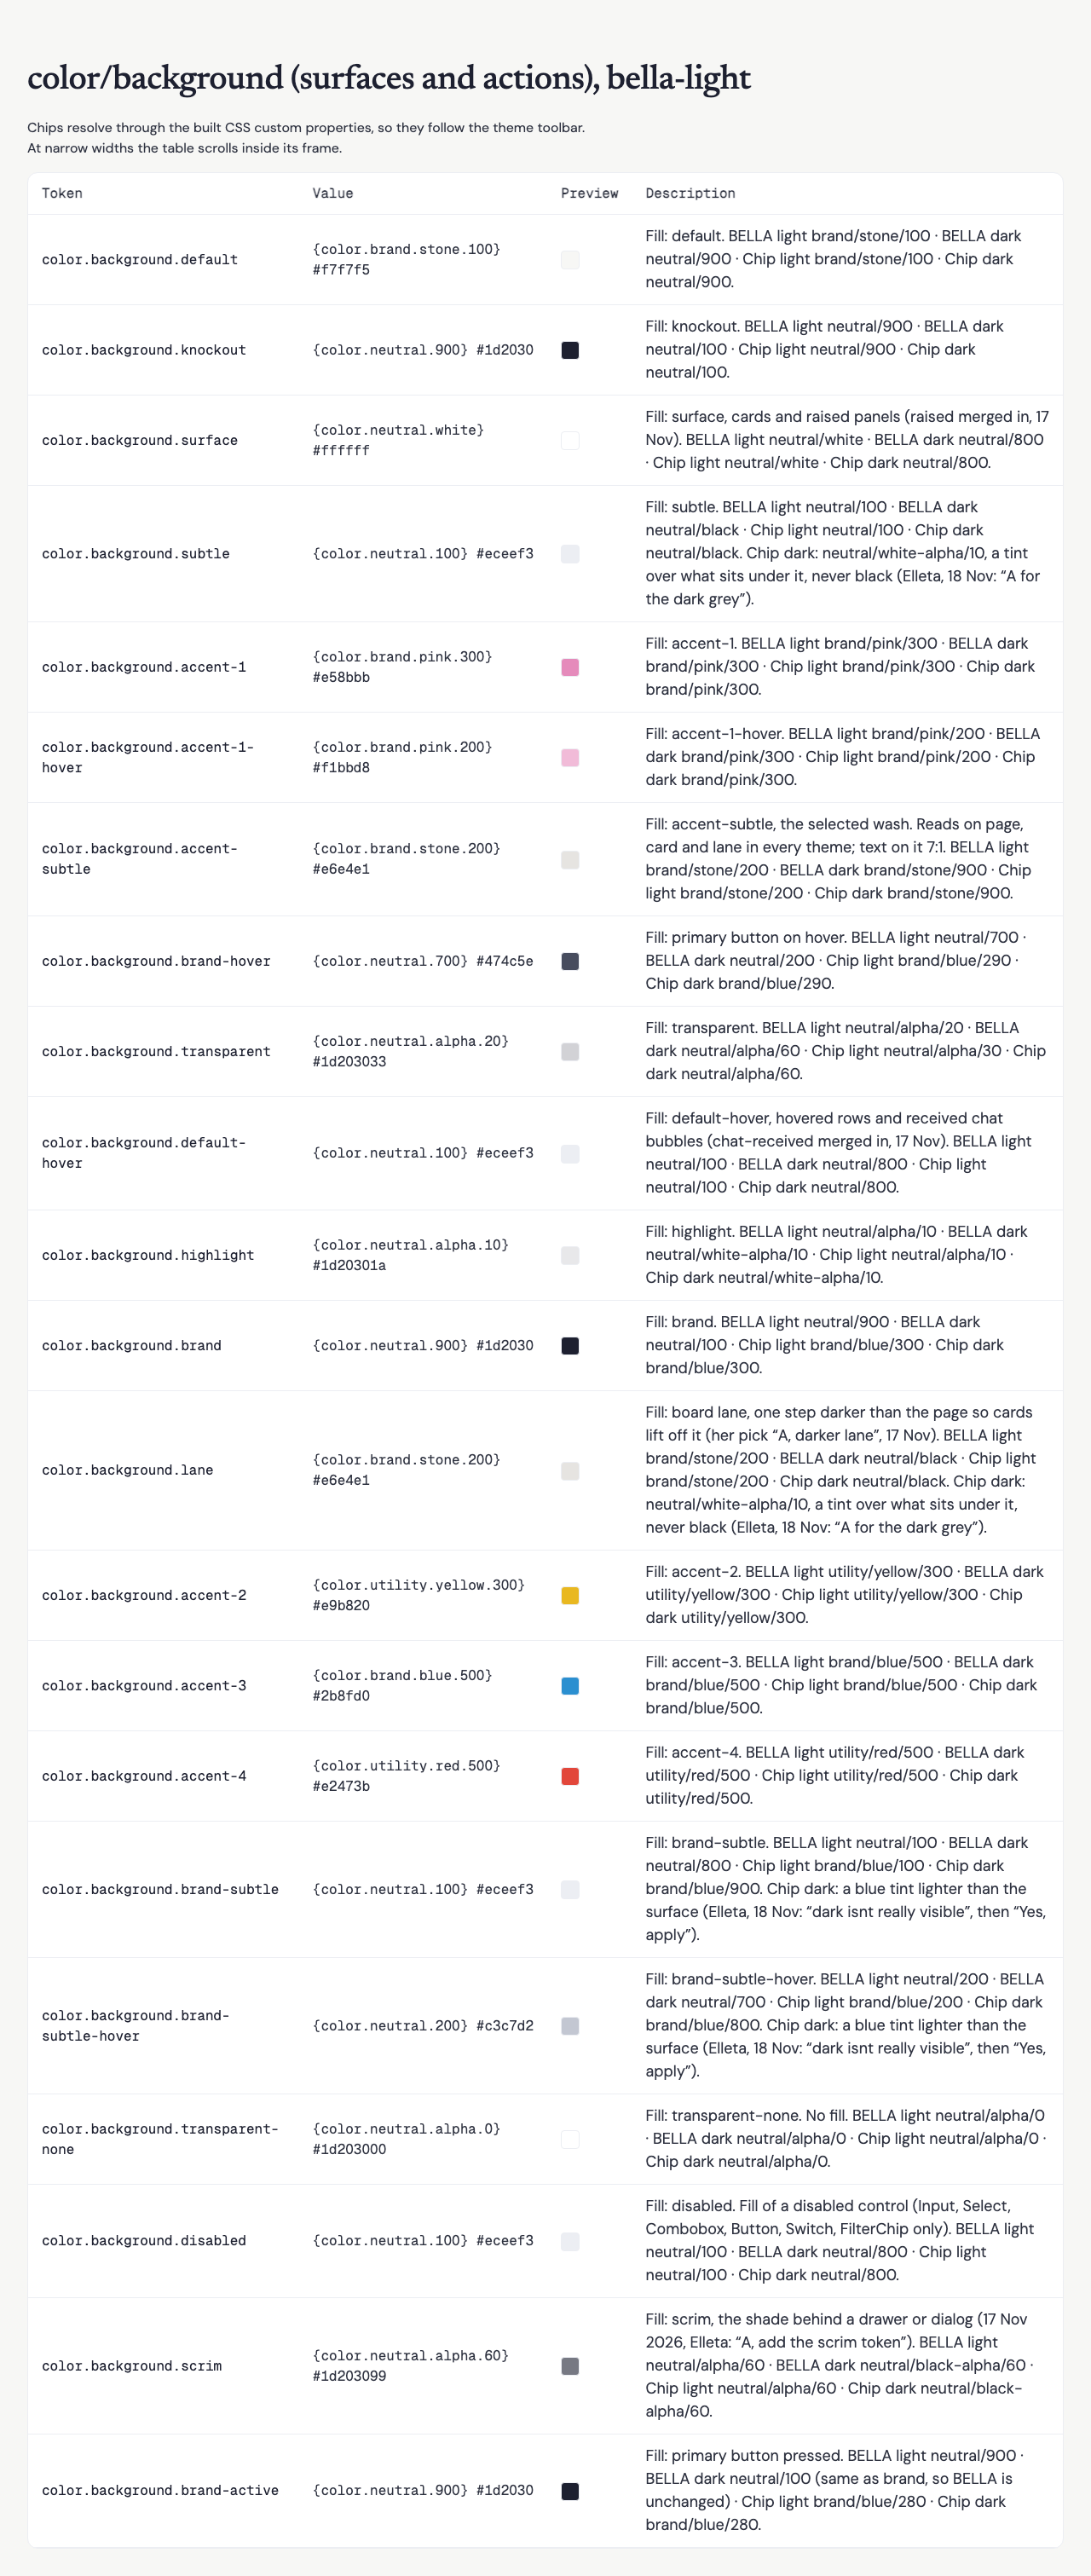 color/background (surfaces and actions), bella-light
Chips resolve through the built CSS custom properties, so they follow the theme toolbar.
At narrow widths the table scrolls inside its frame.
Token Value Preview Description
color.background.default
{color.brand.stone.100}
#f7f7f5
Fill: default. BELLA light brand/stone/100 · BELLA dark
neutral/900 · Chip light brand/stone/100 · Chip dark
neutral/900.
color.background.knockout
{color.neutral.900} #1d2030
Fill: knockout. BELLA light neutral/900 · BELLA dark
neutral/100 · Chip light neutral/900 · Chip dark
neutral/100.
color.background.surface
{color.neutral.white}
#ffffff
Fill: surface, cards and raised panels (raised merged in, 17
Nov). BELLA light neutral/white · BELLA dark neutral/800
· Chip light neutral/white · Chip dark neutral/800.
color.background.subtle
{color.neutral.100} #eceef3
Fill: subtle. BELLA light neutral/100 · BELLA dark
neutral/black · Chip light neutral/100 · Chip dark
neutral/black. Chip dark: neutral/white-alpha/10, a tint
over what sits under it, never black (Elleta, 18 Nov: “A for
the dark grey”).
color.background.accent-1
{color.brand.pink.300}
#e58bbb
Fill: accent-1. BELLA light brand/pink/300 · BELLA dark
brand/pink/300 · Chip light brand/pink/300 · Chip dark
brand/pink/300.
color.background.accent-1-
hover
{color.brand.pink.200}
#f1bbd8
Fill: accent-1-hover. BELLA light brand/pink/200 · BELLA
dark brand/pink/300 · Chip light brand/pink/200 · Chip
dark brand/pink/300.
color.background.accent-
subtle
{color.brand.stone.200}
#e6e4e1
Fill: accent-subtle, the selected wash. Reads on page,
card and lane in every theme; text on it 7:1. BELLA light
brand/stone/200 · BELLA dark brand/stone/900 · Chip
light brand/stone/200 · Chip dark brand/stone/900.
color.background.brand-hover
{color.neutral.700} #474c5e
Fill: primary button on hover. BELLA light neutral/700 ·
BELLA dark neutral/200 · Chip light brand/blue/290 ·
Chip dark brand/blue/290.
color.background.transparent
{color.neutral.alpha.20}
#1d203033
Fill: transparent. BELLA light neutral/alpha/20 · BELLA
dark neutral/alpha/60 · Chip light neutral/alpha/30 · Chip
dark neutral/alpha/60.
color.background.default-
hover
{color.neutral.100} #eceef3
Fill: default-hover, hovered rows and received chat
bubbles (chat-received merged in, 17 Nov). BELLA light
neutral/100 · BELLA dark neutral/800 · Chip light
neutral/100 · Chip dark neutral/800.
color.background.highlight
{color.neutral.alpha.10}
#1d20301a
Fill: highlight. BELLA light neutral/alpha/10 · BELLA dark
neutral/white-alpha/10 · Chip light neutral/alpha/10 ·
Chip dark neutral/white-alpha/10.
color.background.brand
{color.neutral.900} #1d2030
Fill: brand. BELLA light neutral/900 · BELLA dark
neutral/100 · Chip light brand/blue/300 · Chip dark
brand/blue/300.
color.background.lane
{color.brand.stone.200}
#e6e4e1
Fill: board lane, one step darker than the page so cards
lift off it (her pick “A, darker lane”, 17 Nov). BELLA light
brand/stone/200 · BELLA dark neutral/black · Chip light
brand/stone/200 · Chip dark neutral/black. Chip dark:
neutral/white-alpha/10, a tint over what sits under it,
never black (Elleta, 18 Nov: “A for the dark grey”).
color.background.accent-2
{color.utility.yellow.300}
#e9b820
Fill: accent-2. BELLA light utility/yellow/300 · BELLA dark
utility/yellow/300 · Chip light utility/yellow/300 · Chip
dark utility/yellow/300.
color.background.accent-3
{color.brand.blue.500}
#2b8fd0
Fill: accent-3. BELLA light brand/blue/500 · BELLA dark
brand/blue/500 · Chip light brand/blue/500 · Chip dark
brand/blue/500.
color.background.accent-4
{color.utility.red.500}
#e2473b
Fill: accent-4. BELLA light utility/red/500 · BELLA dark
utility/red/500 · Chip light utility/red/500 · Chip dark
utility/red/500.
color.background.brand-subtle
{color.neutral.100} #eceef3
Fill: brand-subtle. BELLA light neutral/100 · BELLA dark
neutral/800 · Chip light brand/blue/100 · Chip dark
brand/blue/900. Chip dark: a blue tint lighter than the
surface (Elleta, 18 Nov: “dark isnt really visible”, then “Yes,
apply”).
color.background.brand-
subtle-hover
{color.neutral.200} #c3c7d2
Fill: brand-subtle-hover. BELLA light neutral/200 · BELLA
dark neutral/700 · Chip light brand/blue/200 · Chip dark
brand/blue/800. Chip dark: a blue tint lighter than the
surface (Elleta, 18 Nov: “dark isnt really visible”, then “Yes,
apply”).
color.background.transparent-
none
{color.neutral.alpha.0}
#1d203000
Fill: transparent-none. No fill. BELLA light neutral/alpha/0
· BELLA dark neutral/alpha/0 · Chip light neutral/alpha/0 ·
Chip dark neutral/alpha/0.
color.background.disabled
{color.neutral.100} #eceef3
Fill: disabled. Fill of a disabled control (Input, Select,
Combobox, Button, Switch, FilterChip only). BELLA light
neutral/100 · BELLA dark neutral/800 · Chip light
neutral/100 · Chip dark neutral/800.
color.background.scrim
{color.neutral.alpha.60}
#1d203099
Fill: scrim, the shade behind a drawer or dialog (17 Nov
2026, Elleta: “A, add the scrim token”). BELLA light
neutral/alpha/60 · BELLA dark neutral/black-alpha/60 ·
Chip light neutral/alpha/60 · Chip dark neutral/black-
alpha/60.
color.background.brand-active
{color.neutral.900} #1d2030
Fill: primary button pressed. BELLA light neutral/900 ·
BELLA dark neutral/100 (same as brand, so BELLA is
unchanged) · Chip light brand/blue/280 · Chip dark
brand/blue/280.